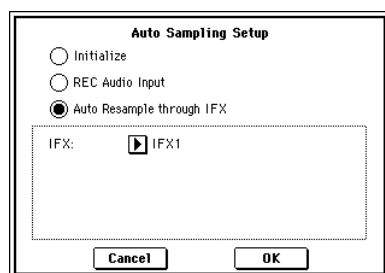 Auto Sampling Setup
Initialize
REC Audio Input
Auto Resample through IFX
IFX: IFX1
Cancel OK